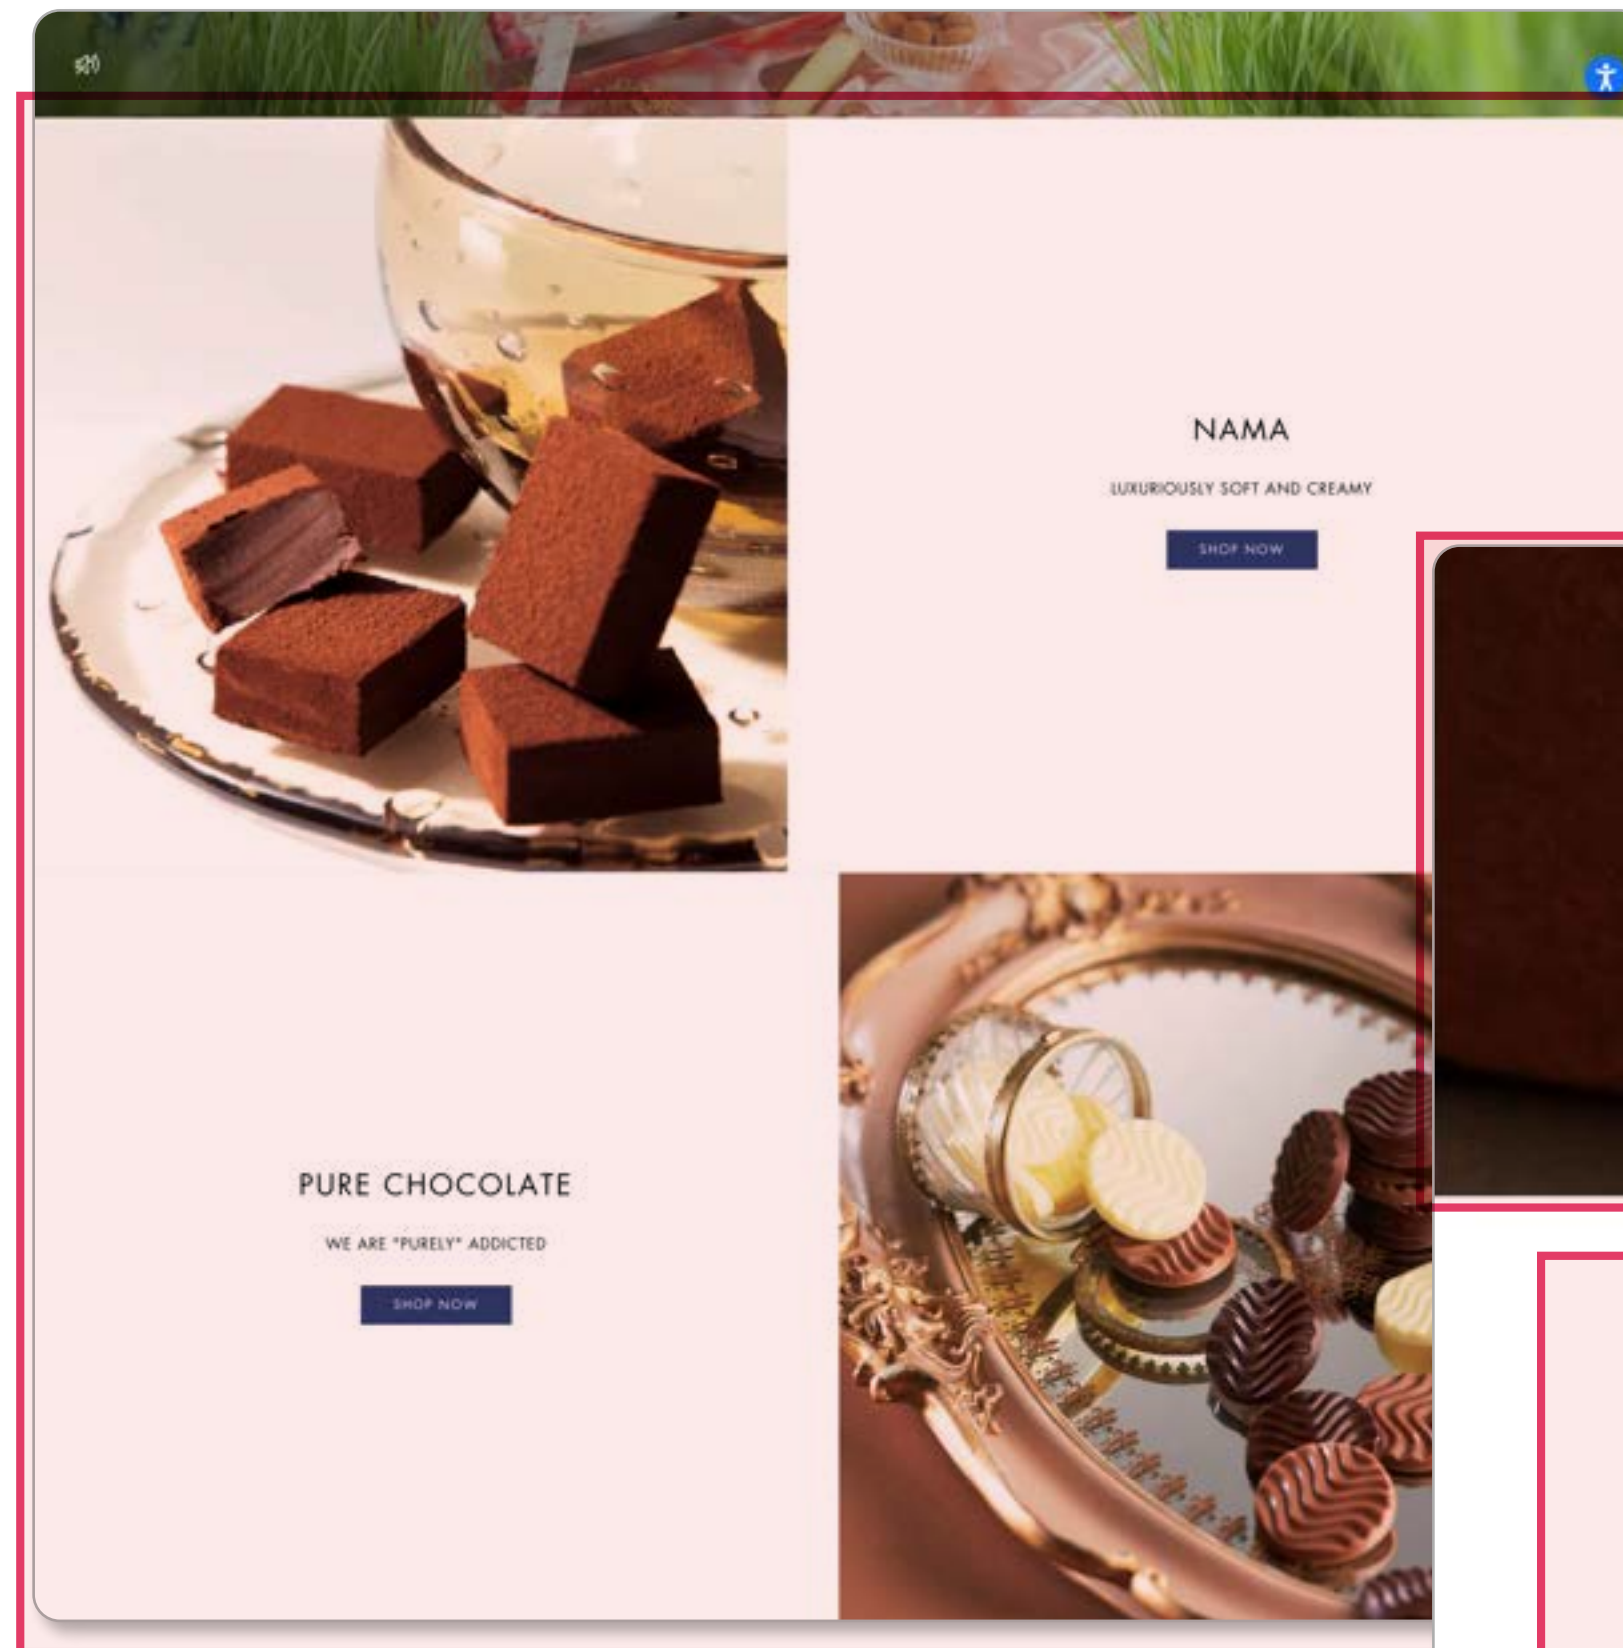 NAMA
LUXURIOUSLY SOFT AND CREAMY
SHOP NOW
PURE CHOCOLATE
WE ARE "PURELY" ADDICTED
SHOP NOW